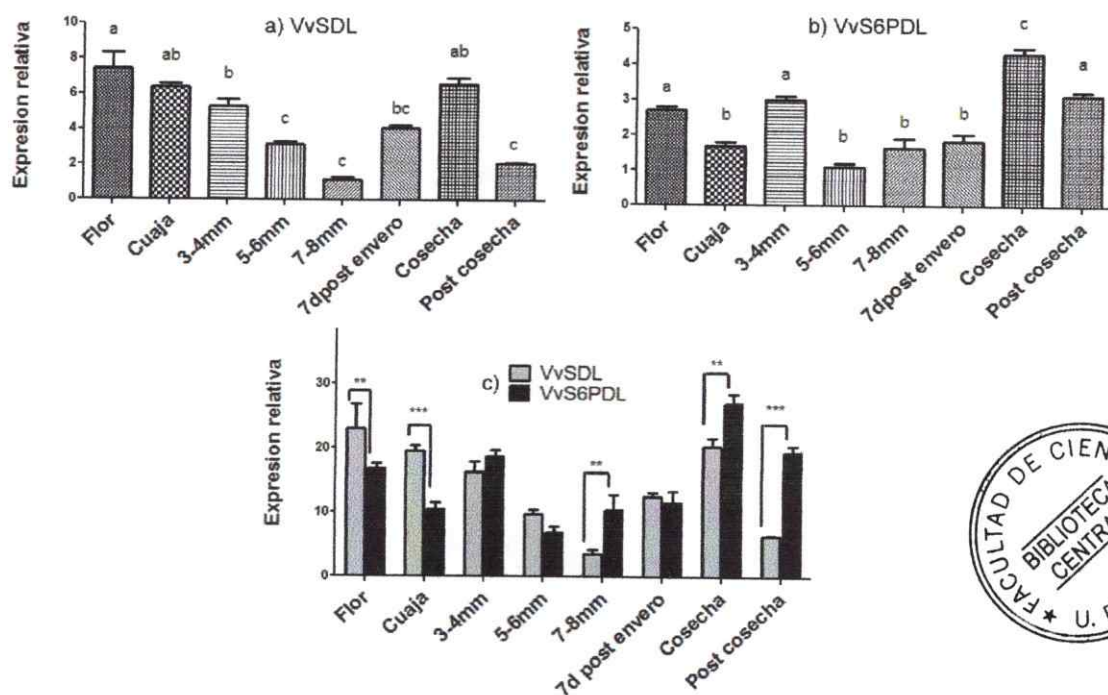 a) VvSDL
Expresion relativa
10
8
6
4
2
0
a
ab
b
c
c
bc
ab
c
Flor
Cuaja
3-4mm
5-6mm
7-8mm
7dpost envero
Cosecha
Post cosecha
b) VvS6PDL
Expresion relativa
5
4
3
2
1
0
a
b
a
b
b
b
c
a
Flor
Cuaja
3-4mm
5-6mm
7-8mm
7dpost envero
Cosecha
Post cosecha
c)
VvSDL
VvS6PDL
Expresion relativa
30
20
10
0
**
***
**
**
***
Flor
Cuaja
3-4mm
5-6mm
7-8mm
7d post envero
Cosecha
Post cosecha
FACULTAD DE CIEN
BIBLIOTECA
CENTRA
★ U.